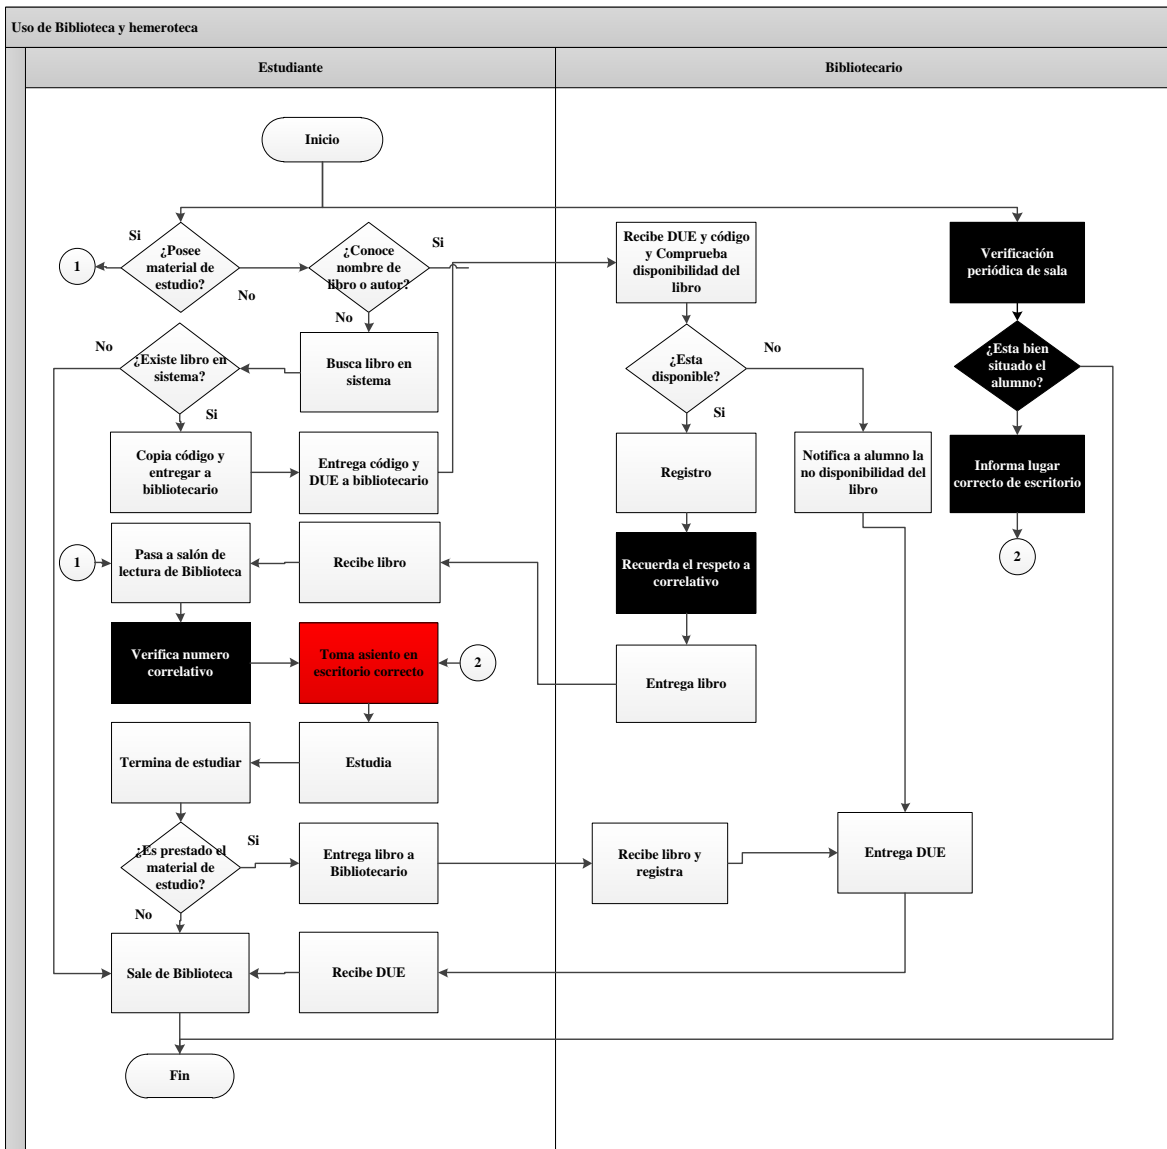 Uso de Biblioteca y hemeroteca
Estudiante
Bibliotecario
Inicio
Si
¿Posee
material de
estudio?
1
No
¿Conoce
nombre de
libro o autor?
Si
No
Recibe DUE y código
y Comprueba
disponibilidad del
libro
Verificación
periódica de sala
No
¿Existe libro en
sistema?
Si
Busca libro en
sistema
¿Esta
disponible?
No
Si
¿Esta bien
situado el
alumno?
Copia código y
entregar a
bibliotecario
Entrega código y
DUE a bibliotecario
Registro
Notifica a alumno la
no disponibilidad del
libro
Informa lugar
correcto de escritorio
1
Pasa a salón de
lectura de Biblioteca
Recibe libro
Recuerda el respeto a
correlativo
2
Verifica numero
correlativo
Toma asiento en
escritorio correcto
2
Entrega libro
Termina de estudiar
Estudia
¿Es prestado el
material de
estudio?
Si
No
Entrega libro a
Bibliotecario
Recibe libro y
registra
Entrega DUE
Sale de Biblioteca
Recibe DUE
Fin